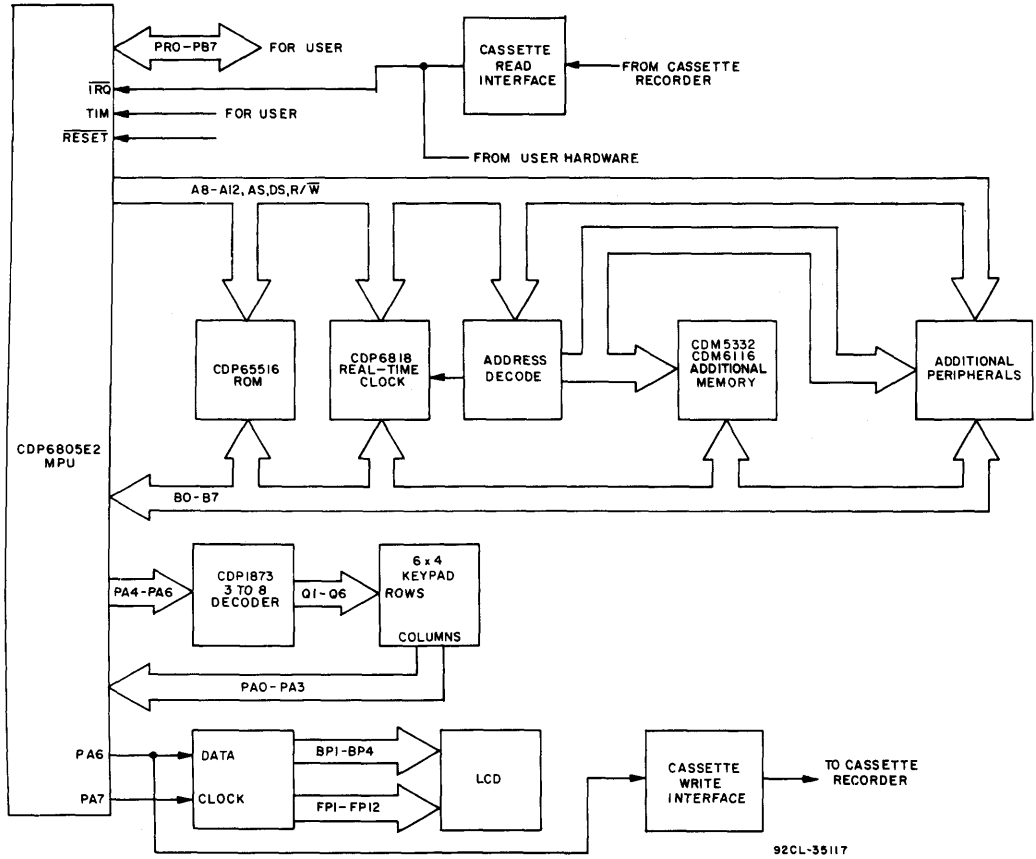 PRO-PB7
FOR USER
CASSETTE
READ
INTERFACE
FROM CASSETTE
RECORDER
IRQ
TIM
FOR USER
RESET
FROM USER HARDWARE
A8-A12, AS,DS,R/W
CDP65516
ROM
CDP6818
REAL-TIME
CLOCK
ADDRESS
DECODE
CDM5332
CDM6116
ADDITIONAL
MEMORY
ADDITIONAL
PERIPHERALS
CDP6805E2
MPU
B0-B7
PA4-PA6
CDP1873
3 TO 8
DECODER
Q1-Q6
6 x 4
KEYPAD
ROWS
COLUMNS
PA0-PA3
PA6
DATA
BP1-BP4
LCD
CASSETTE
WRITE
INTERFACE
TO CASSETTE
RECORDER
PA7
CLOCK
FP1-FP12
92CL-35117